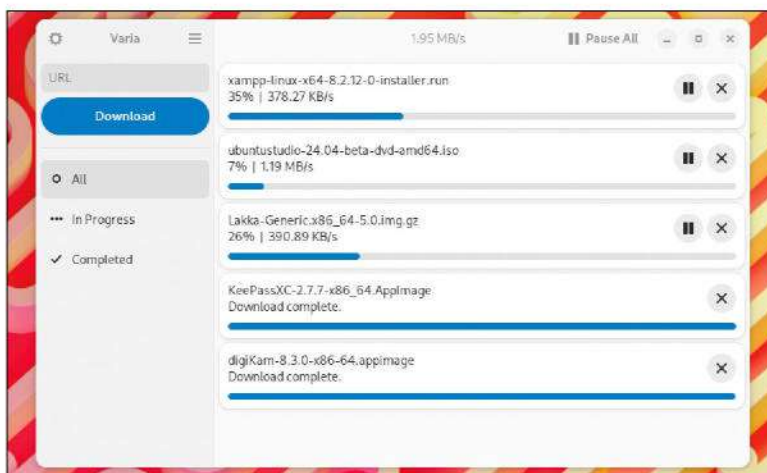 Varia
1.95 MB/s
Pause All
URL
Download
All
In Progress
Completed
xampp-linux-x64-8.2.12-0-installer.run
35% | 378.27 KB/s
ubuntustudio-24.04-beta-dvd-amd64.iso
7% | 1.19 MB/s
Lakka-Generic.x86_64-5.0.img.gz
26% | 390.89 KB/s
KeePassXC-2.7.7-x86_64.AppImage
Download complete.
digiKam-8.3.0-x86-64.appimage
Download complete.